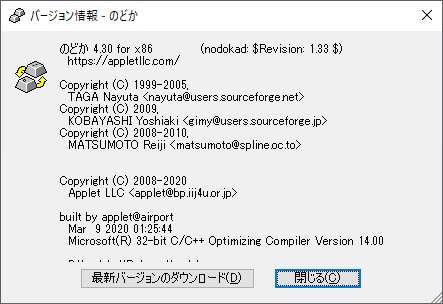 バージョン情報 - のどか
のどか 4.30 for x86 (nodokad: $Revision: 1.33 $)
https://appletllc.com/
Copyright (C) 1999-2005,
TAGA Nayuta <nayuta@users.sourceforge.net>
Copyright (C) 2009,
KOBAYASHI Yoshiaki <gimy@users.sourceforge.jp>
Copyright (C) 2008-2010,
MATSUMOTO Reiji <matsumoto@spline.oc.to>
Copyright (C) 2008-2020
Applet LLC <applet@bp.iij4u.or.jp>
built by applet@airport
Mar 9 2020 01:25:44
Microsoft(R) 32-bit C/C++ Optimizing Compiler Version 14.00
最新バージョンのダウンロード(D)
閉じる(C)